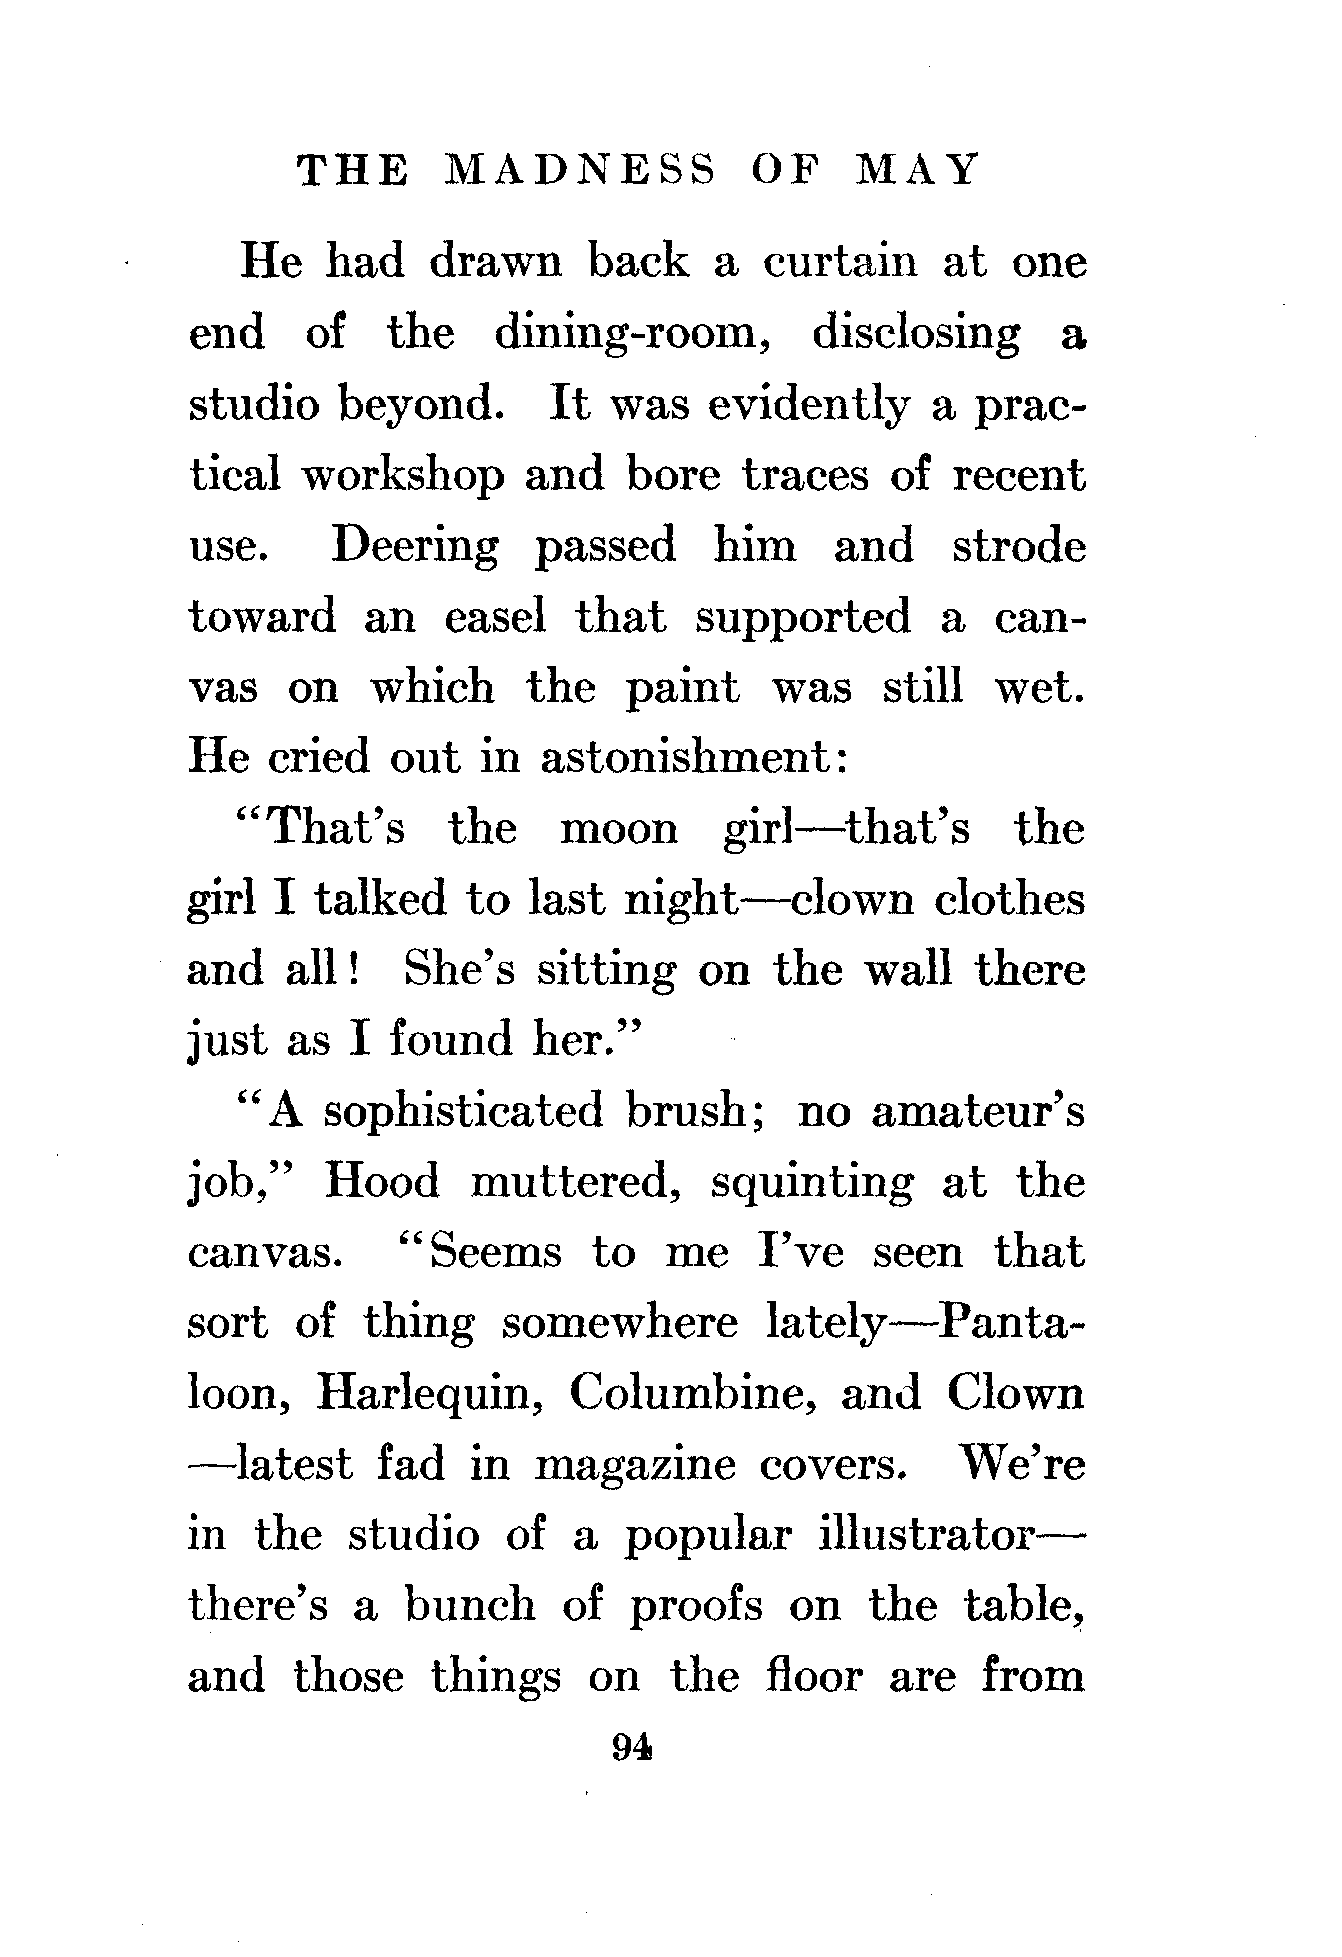 THE MADNESS OF MAY
He had drawn back a curtain at one
end of the dining-room, disclosing a
studio beyond. It was evidently a prac-
tical workshop and bore traces of recent
use. Deering passed him and strode
toward an easel that supported a can-
vas on which the paint was still wet.
He cried out in astonishment:
“That’s the moon girl—that’s the
girl I talked to last night—clown clothes
and all! She’s sitting on the wall there
just as I found her.”
“A sophisticated brush; no amateur’s
job,” Hood muttered, squinting at the
canvas. “Seems to me I’ve seen that
sort of thing somewhere lately—Panta-
loon, Harlequin, Columbine, and Clown
—latest fad in magazine covers. We’re
in the studio of a popular illustrator—
there’s a bunch of proofs on the table,
and those things on the floor are from
94